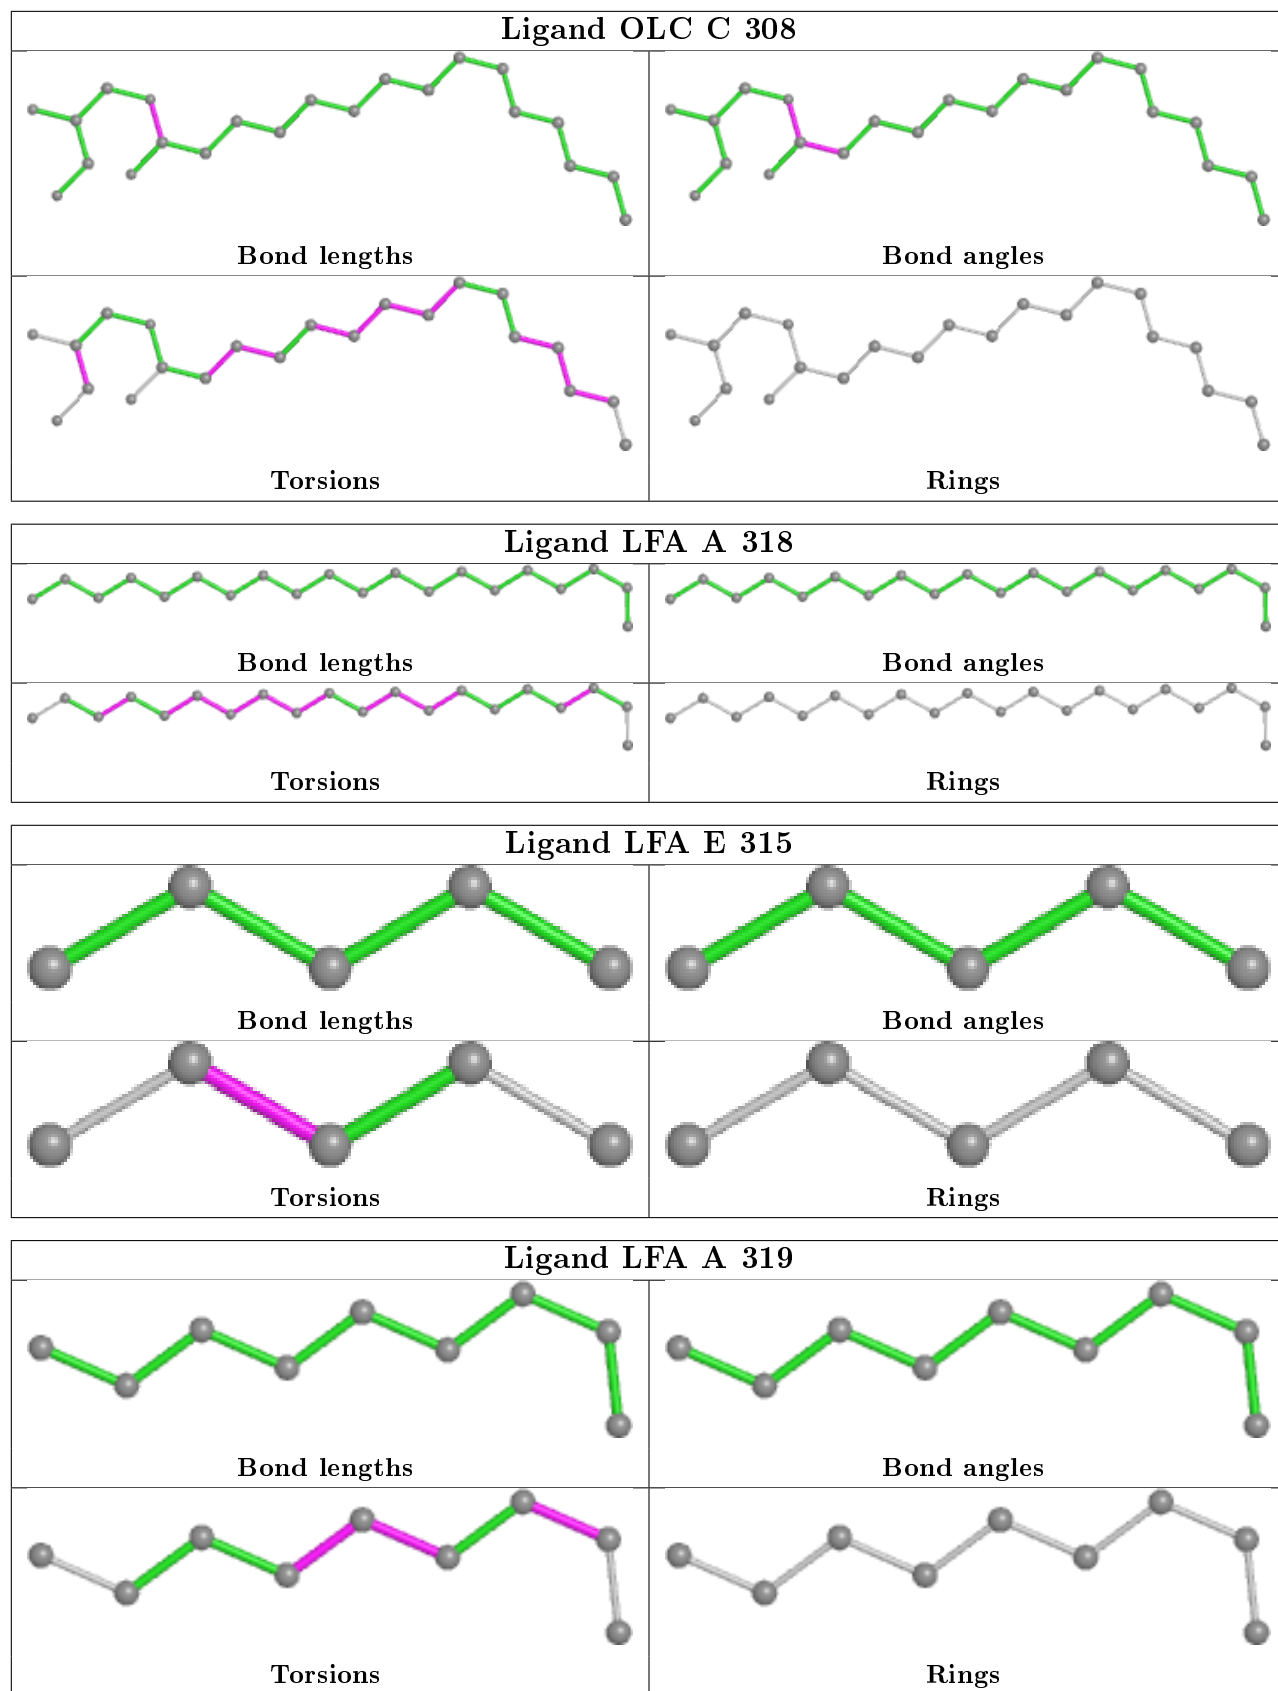 Ligand OLC C 308
Bond lengths
Bond angles
Torsions
Rings
Ligand LFA A 318
Bond lengths
Bond angles
Torsions
Rings
Ligand LFA E 315
Bond lengths
Bond angles
Torsions
Rings
Ligand LFA A 319
Bond lengths
Bond angles
Torsions
Rings